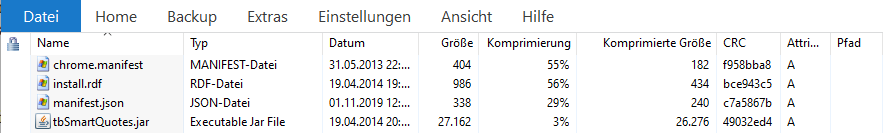 Datei Home Backup Extras Einstellungen Ansicht Hilfe
Name Typ Datum Größe Komprimierung Komprimierte Größe CRC Attri... Pfad
chrome.manifest MANIFEST-Datei 31.05.2013 22:... 404 55% 182 f958bba8 A
install.rdf RDF-Datei 19.04.2014 19:... 986 56% 434 bce943c5 A
manifest.json JSON-Datei 01.11.2019 12:... 338 29% 240 c7a5867b A
tbSmartQuotes.jar Executable Jar File 19.04.2014 20:... 27.162 3% 26.276 49032ed4 A